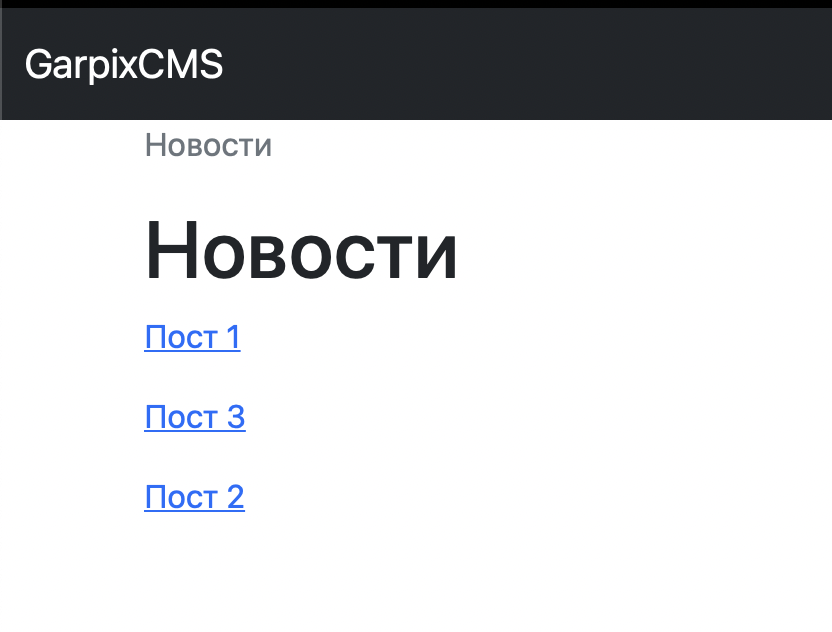 GarpixCMS
Новости
Новости
Пост 1
Пост 3
Пост 2